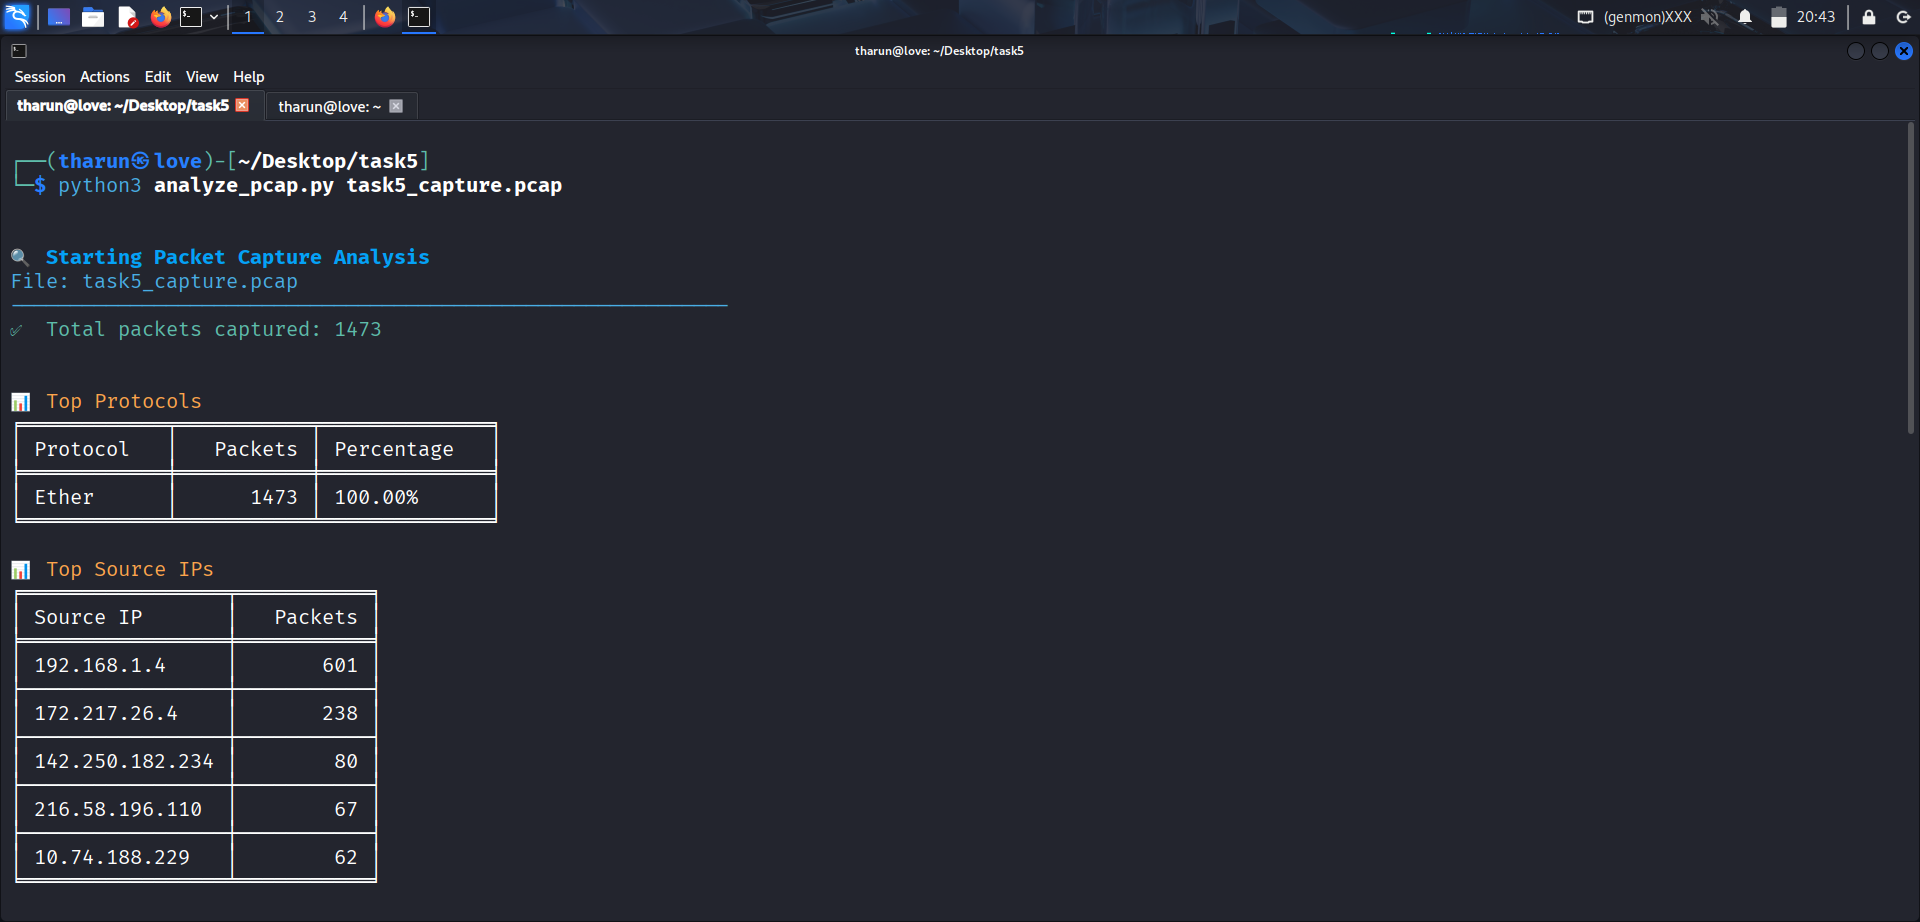 1 2 3 4 (genmon)XXX 20:43
tharun@love: ~/Desktop/task5
Session Actions Edit View Help
tharun@love: ~/Desktop/task5 tharun@love: ~
(tharun㉿love)-[~/Desktop/task5]
$ python3 analyze_pcap.py task5_capture.pcap
🔍 Starting Packet Capture Analysis
File: task5_capture.pcap
✅ Total packets captured: 1473
📊 Top Protocols
Protocol Packets Percentage
Ether 1473 100.00%
📊 Top Source IPs
Source IP Packets
192.168.1.4 601
172.217.26.4 238
142.250.182.234 80
216.58.196.110 67
10.74.188.229 62